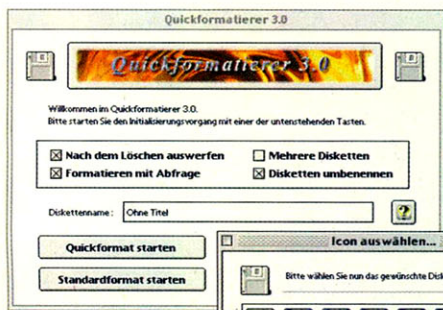 Quickformatierer 3.0
Quickformatierer 3.0
Willkommen im Quickformatierer 3.0.
Bitte starten Sie den Initialisierungsvorgang mit einer der untenstehenden Tasten.
Nach dem Löschen auswerfen
Mehrere Disketten
Formatieren mit Abfrage
Disketten umbenennen
Diskettenname:
Ohne Titel
?
Quickformat starten
Standardformat starten
Icon auswählen...
Bitte wählen Sie nun das gewünschte